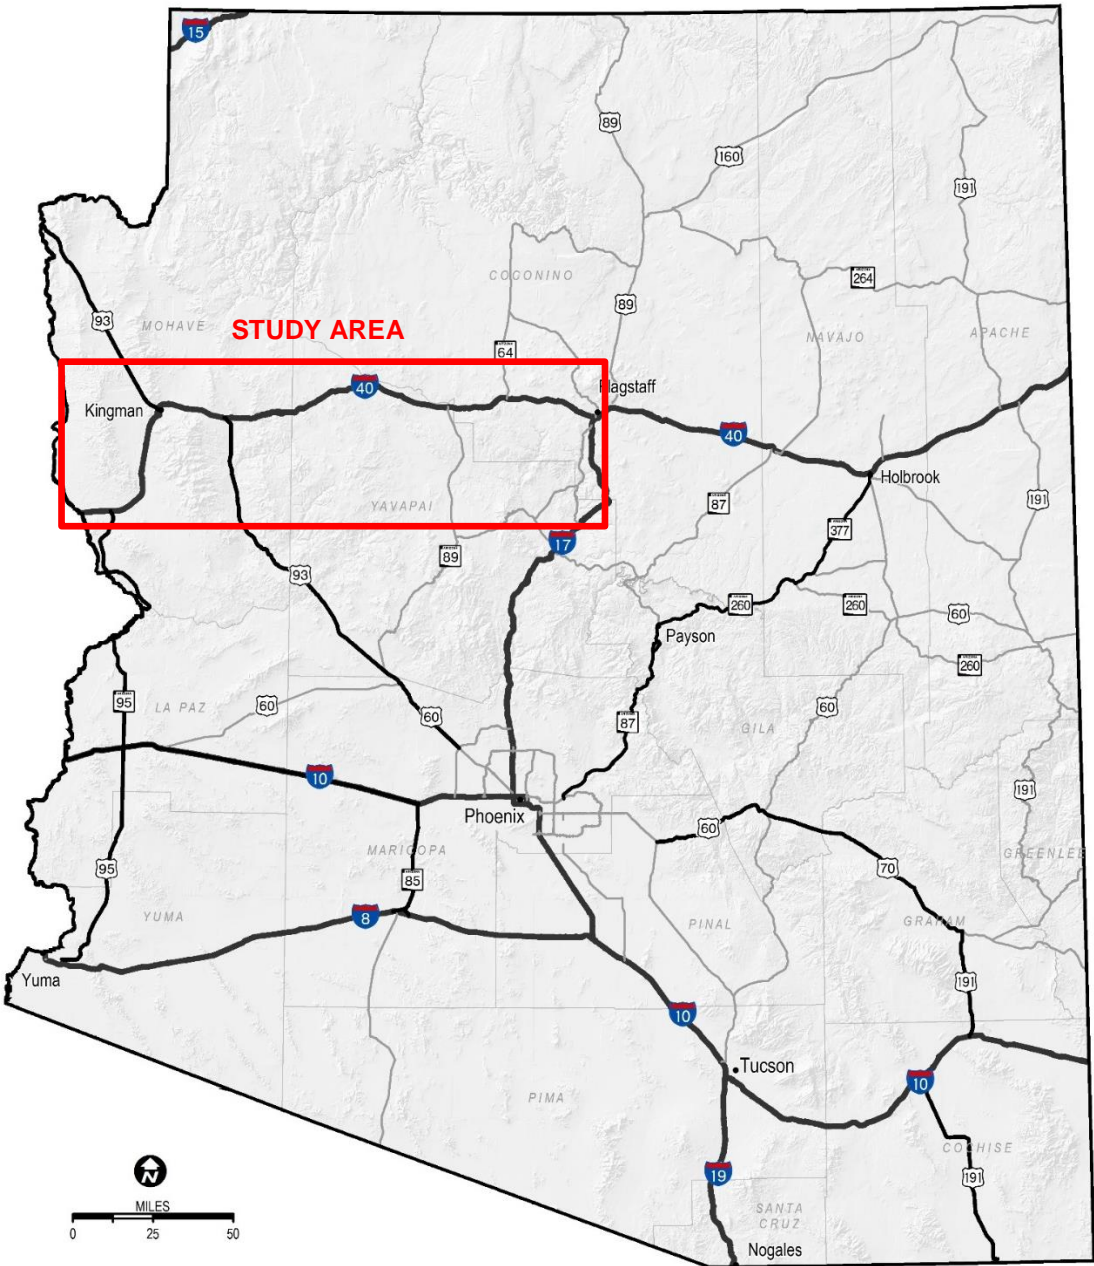 15
89
160
191
COCONINO
264
89
93
MOHAVE
STUDY AREA
NAVAJO
APACHE
64
40
Flagstaff
Kingman
40
Holbrook
191
YAVAPAI
87
377
17
89
93
260
260
60
Payson
260
95
LA PAZ
60
60
60
87
GILA
10
191
Phoenix
60
MARICOPA
GREENLEE
95
70
85
YUMA
8
PINAL
GRAHAM
Yuma
191
10
Tucson
10
PIMA
COCHISE
N
19
191
MILES
0 25 50
SANTA
CRUZ
Nogales